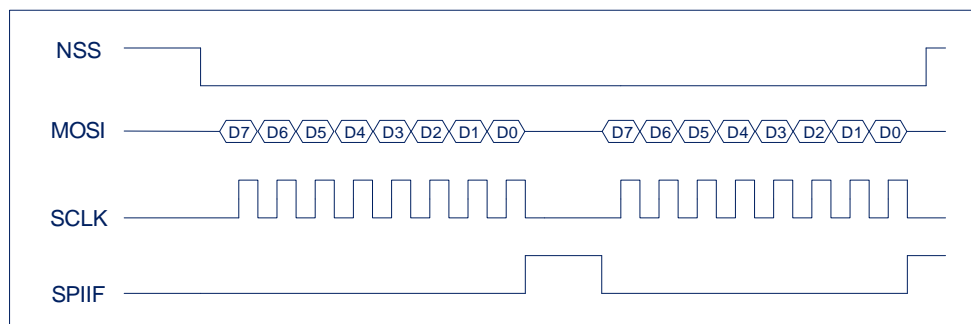 NSS
MOSI D7 D6 D5 D4 D3 D2 D1 D0 D7 D6 D5 D4 D3 D2 D1 D0
SCLK
SPIIF